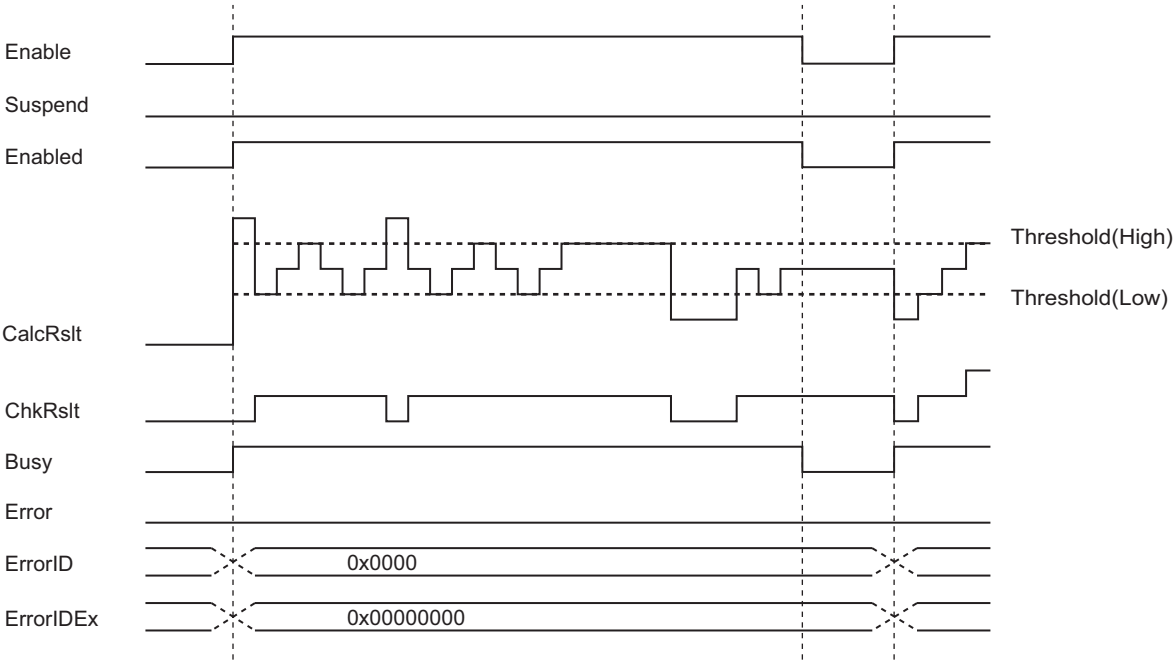 Enable
Suspend
Enabled
Threshold(High)
Threshold(Low)
CalcRslt
ChkRslt
Busy
Error
ErrorID
0x0000
ErrorIDEx
0x00000000